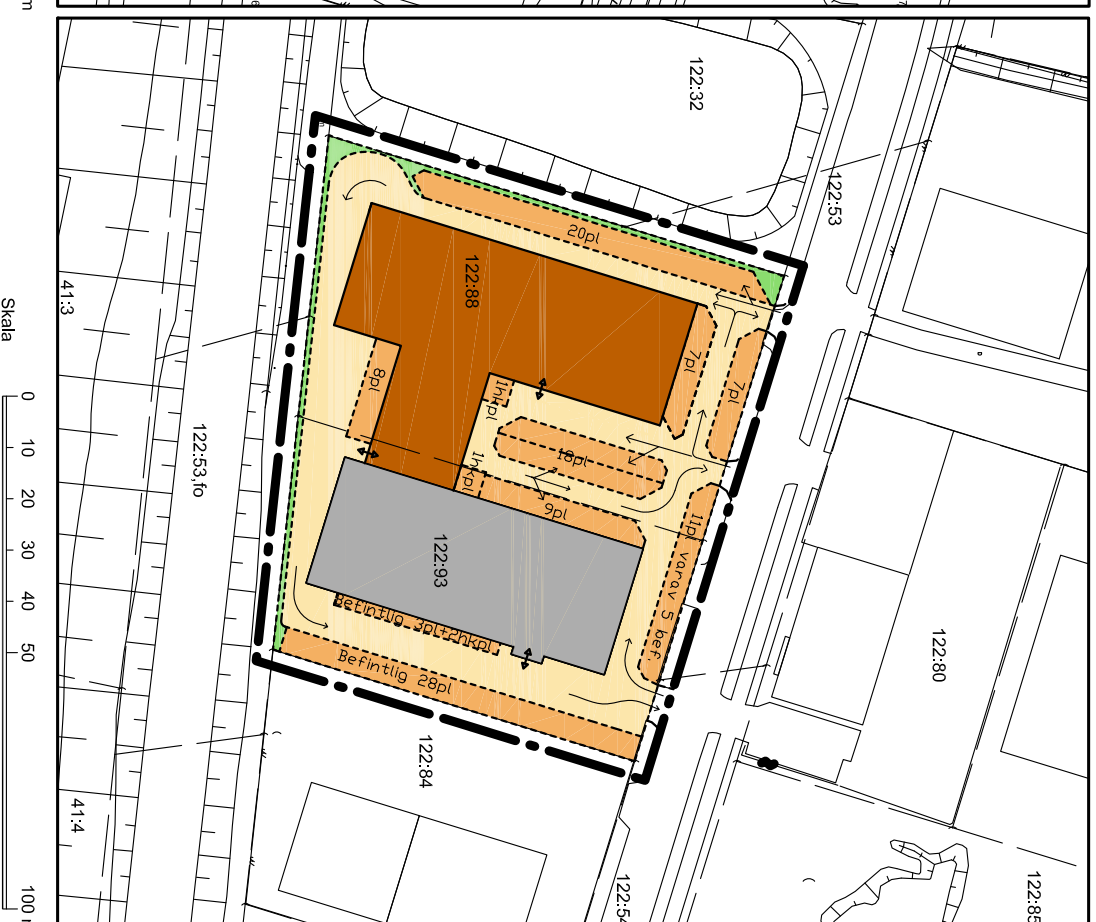 122:32
122:53
20pl
122:88
7pl
7pl
8pl
1hkpl
18pl
1hkpl
9pl
11pl varav 5 bef.
122:93
Befintlig 3pl+2hkpl
Befintlig 28pl
41:3
122:53,fo
122:80
122:84
41:4
122:54
122:85
Skala
0
10
20
30
40
50
100
m